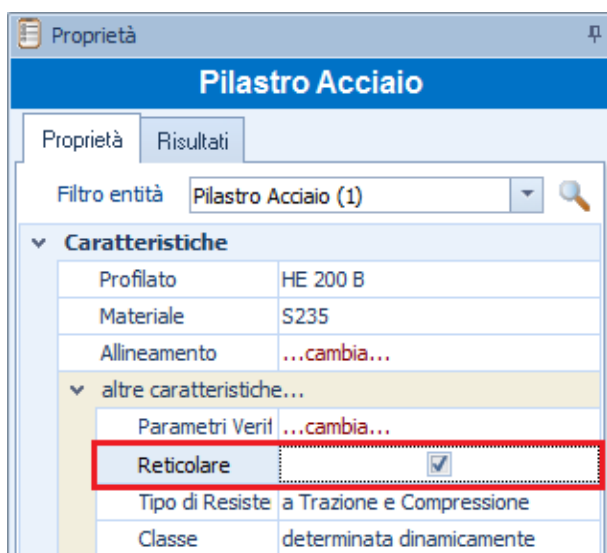 Proprietà
Pilastro Acciaio
Proprietà Risultati
Filtro entità Pilastro Acciaio (1)
Caratteristiche
Profilato HE 200 B
Materiale S235
Allineamento ...cambia...
altre caratteristiche...
Parametri Verif ...cambia...
Reticolare
Tipo di Resiste a Trazione e Compressione
Classe determinata dinamicamente